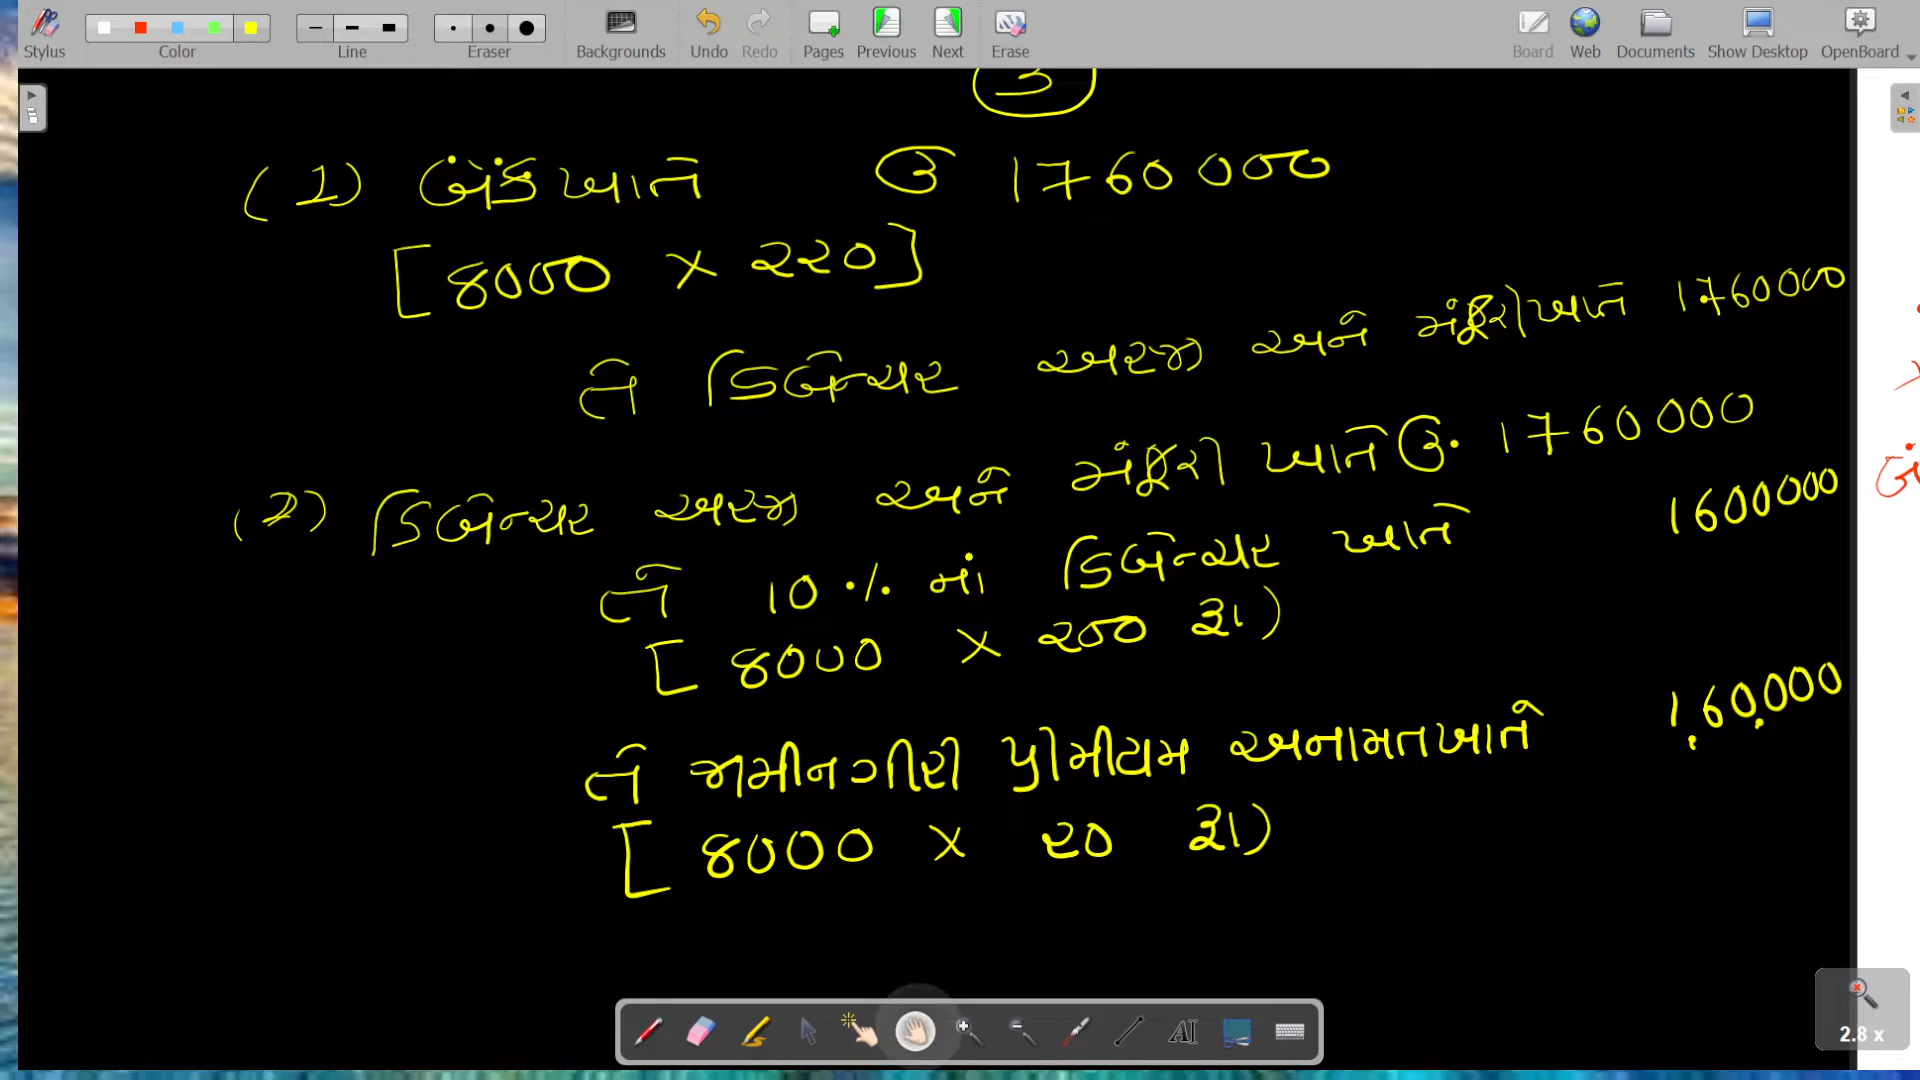 Stylus Color Line Eraser Backgrounds Undo Redo Pages Previous Next Erase Board Web Documents Show Desktop OpenBoard
3
(1) બેંક ખાતે ઉ 1760000
[8000 × 220]
તે ડિબેન્ચર અરજી અને મંજૂરી ખાતે 1760000
(2) ડિબેન્ચર અરજી અને મંજૂરી ખાતે ઉ. 1760000
તે 10 % નાં ડિબેન્ચર ખાતે 1600000
[ 8000 × 200 રૂા)
તે જામીનગીરી પ્રીમીયમ અનામત ખાતે 1,60,000
[ 8000 × 20 રૂા)
2.8 x